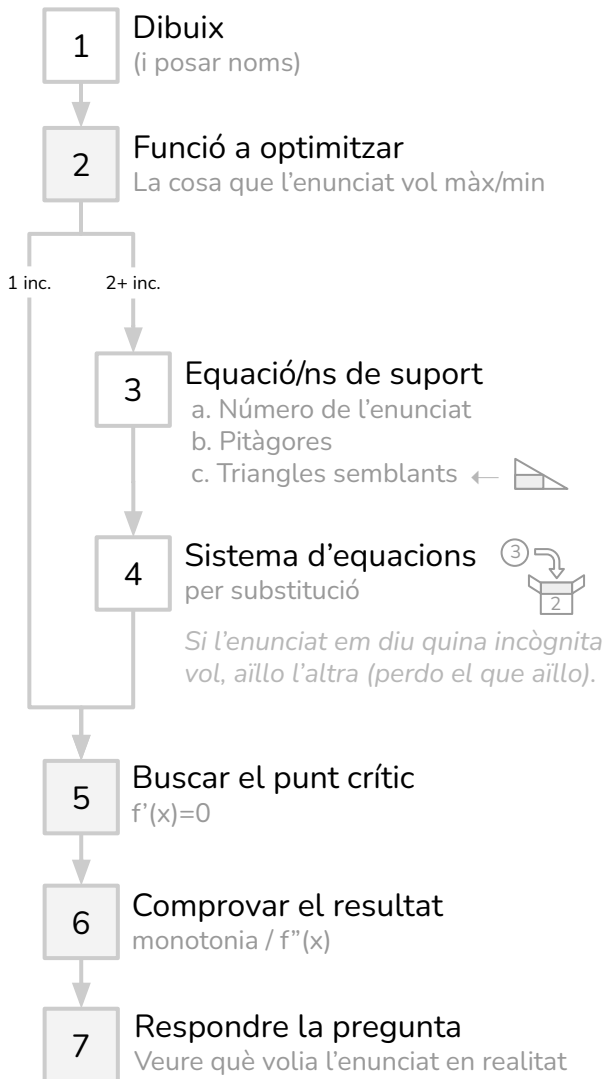 1
Dibuix
(i posar noms)
2
Funció a optimitzar
La cosa que l’enunciat vol màx/min
1 inc.
2+ inc.
3
Equació/ns de suport
a. Número de l’enunciat
b. Pitàgores
c. Triangles semblants ←
4
Sistema d’equacions
per substitució
3
2
Si l’enunciat em diu quina incògnita
vol, aïllo l’altra (perdo el que aïllo).
5
Buscar el punt crític
f’(x)=0
6
Comprovar el resultat
monotonia / f”(x)
7
Respondre la pregunta
Veure què volia l’enunciat en realitat